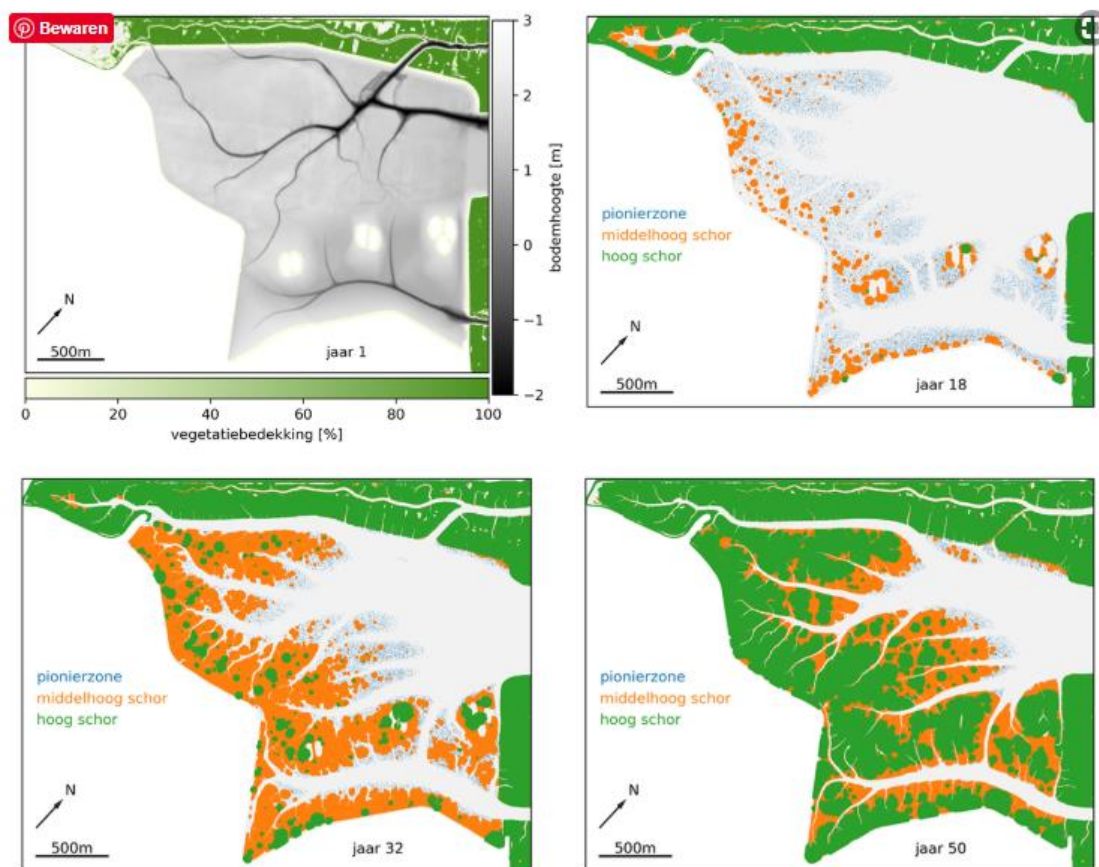 Bewaren
3
2
1
0
−1
−2
bodemhoogte [m]
N
500m
jaar 1
0
20
40
60
80
100
vegetatiebedekking [%]
pionierzone
middelhoog schor
hoog schor
N
500m
jaar 18
pionierzone
middelhoog schor
hoog schor
N
500m
jaar 32
pionierzone
middelhoog schor
hoog schor
N
500m
jaar 50